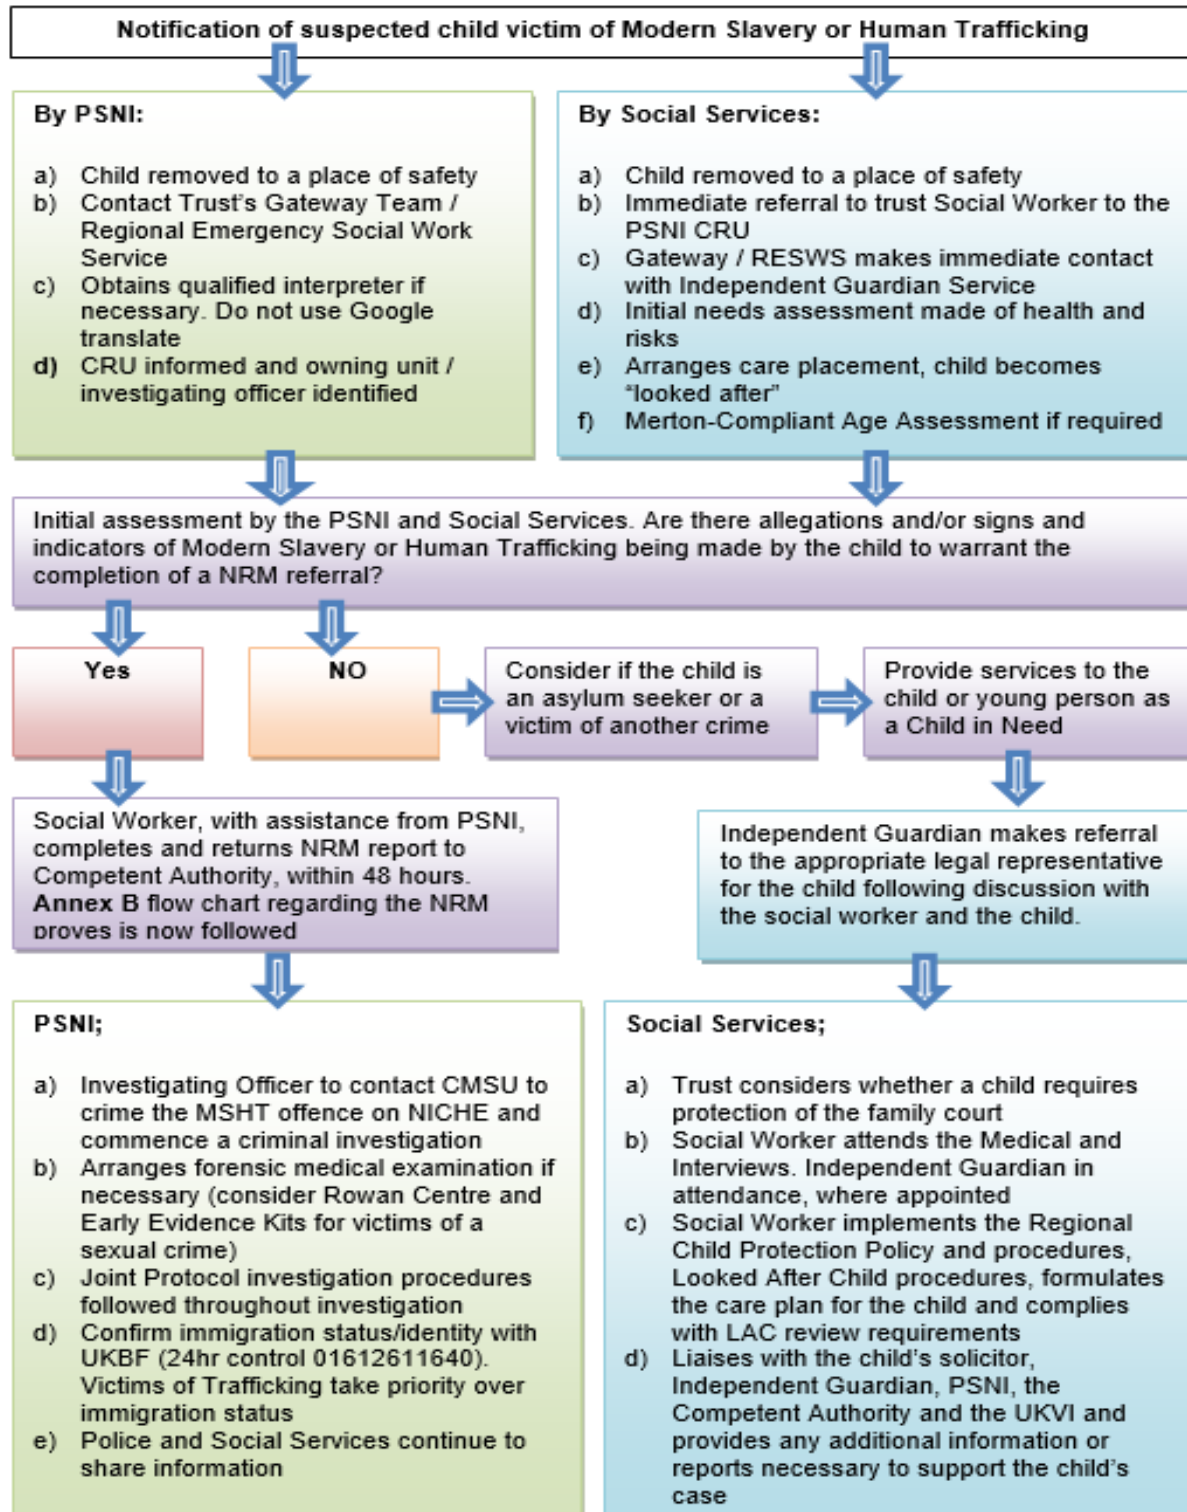 Notification of suspected child victim of Modern Slavery or Human Trafficking
By PSNI:
a) Child removed to a place of safety
b) Contact Trust's Gateway Team /
Regional Emergency Social Work
Service
c) Obtains qualified interpreter if
necessary. Do not use Google
translate
d) CRU informed and owning unit /
investigating officer identified
By Social Services:
a) Child removed to a place of safety
b) Immediate referral to trust Social Worker to the
PSNI CRU
c) Gateway / RESWS makes immediate contact
with Independent Guardian Service
d) Initial needs assessment made of health and
risks
e) Arranges care placement, child becomes
“looked after”
f) Merton-Compliant Age Assessment if required
Initial assessment by the PSNI and Social Services. Are there allegations and/or signs and
indicators of Modern Slavery or Human Trafficking being made by the child to warrant the
completion of a NRM referral?
Yes
NO
Consider if the child is
an asylum seeker or a
victim of another crime
Provide services to the
child or young person as
a Child in Need
Social Worker, with assistance from PSNI,
completes and returns NRM report to
Competent Authority, within 48 hours.
Annex B flow chart regarding the NRM
proves is now followed
Independent Guardian makes referral
to the appropriate legal representative
for the child following discussion with
the social worker and the child.
PSNI;
a) Investigating Officer to contact CMSU to
crime the MSHT offence on NICHE and
commence a criminal investigation
b) Arranges forensic medical examination if
necessary (consider Rowan Centre and
Early Evidence Kits for victims of a
sexual crime)
c) Joint Protocol investigation procedures
followed throughout investigation
d) Confirm immigration status/identity with
UKBF (24hr control 01612611640).
Victims of Trafficking take priority over
immigration status
e) Police and Social Services continue to
share information
Social Services;
a) Trust considers whether a child requires
protection of the family court
b) Social Worker attends the Medical and
Interviews. Independent Guardian in
attendance, where appointed
c) Social Worker implements the Regional
Child Protection Policy and procedures,
Looked After Child procedures, formulates
the care plan for the child and complies
with LAC review requirements
d) Liaises with the child's solicitor,
Independent Guardian, PSNI, the
Competent Authority and the UKVI and
provides any additional information or
reports necessary to support the child's
case